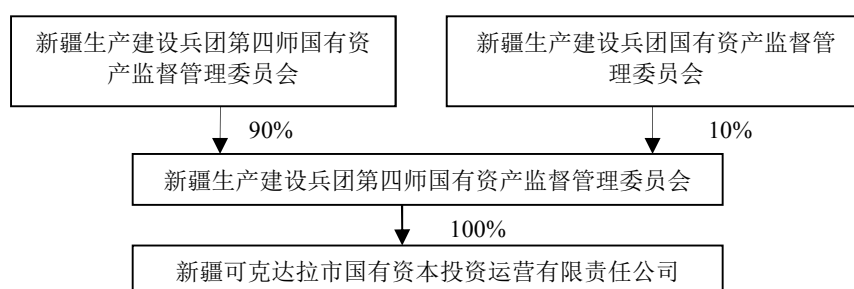 新疆生产建设兵团第四师国有资
产监督管理委员会
新疆生产建设兵团国有资产监督管
理委员会
90%
10%
新疆生产建设兵团第四师国有资产监督管理委员会
100%
新疆可克达拉市国有资本投资运营有限责任公司